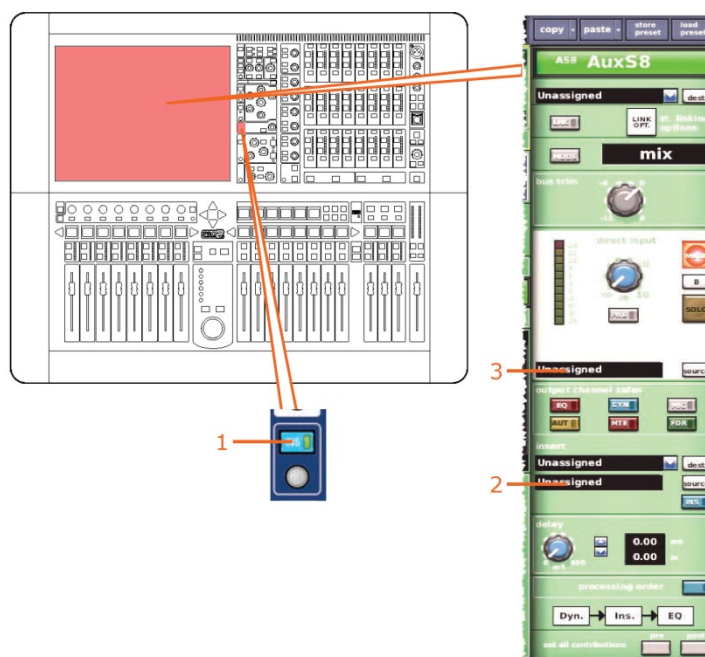 copy
paste
store preset
load preset
AS8 AuxS8
Unassigned
dest
LINK OPT.
st. linking options
MODE
mix
bus trim
direct input
B
SOLO
3
Unassigned
source
output channel safes
EQ
DYN
AUT
MTE
FDR
insert
Unassigned
dest
2
Unassigned
source
INS
delay
0.00 ms
0.00 m
processing order
Dyn.
Ins.
EQ
set all contributions
pre
post
1